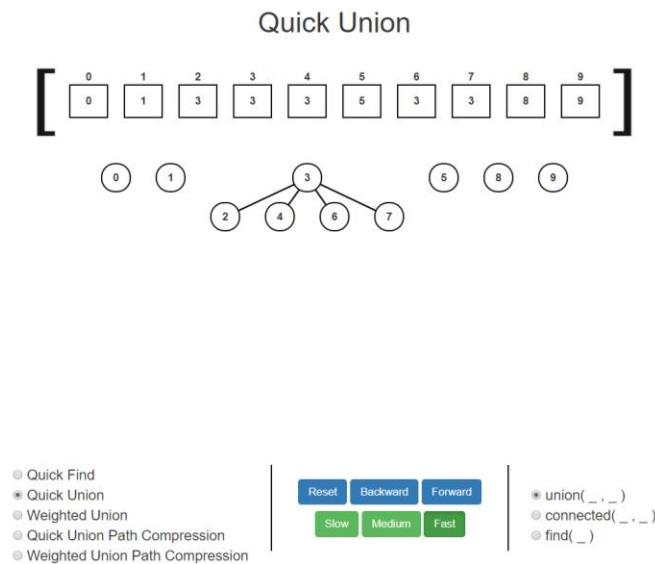 Quick Union
0 1 2 3 4 5 6 7 8 9
[ 0 1 3 3 3 5 3 3 8 9 ]
0 1 3 5 8 9
2 4 6 7
Quick Find
Quick Union
Weighted Union
Quick Union Path Compression
Weighted Union Path Compression
Reset Backward Forward
Slow Medium Fast
union( _ , _ )
connected( _ , _ )
find( _ )